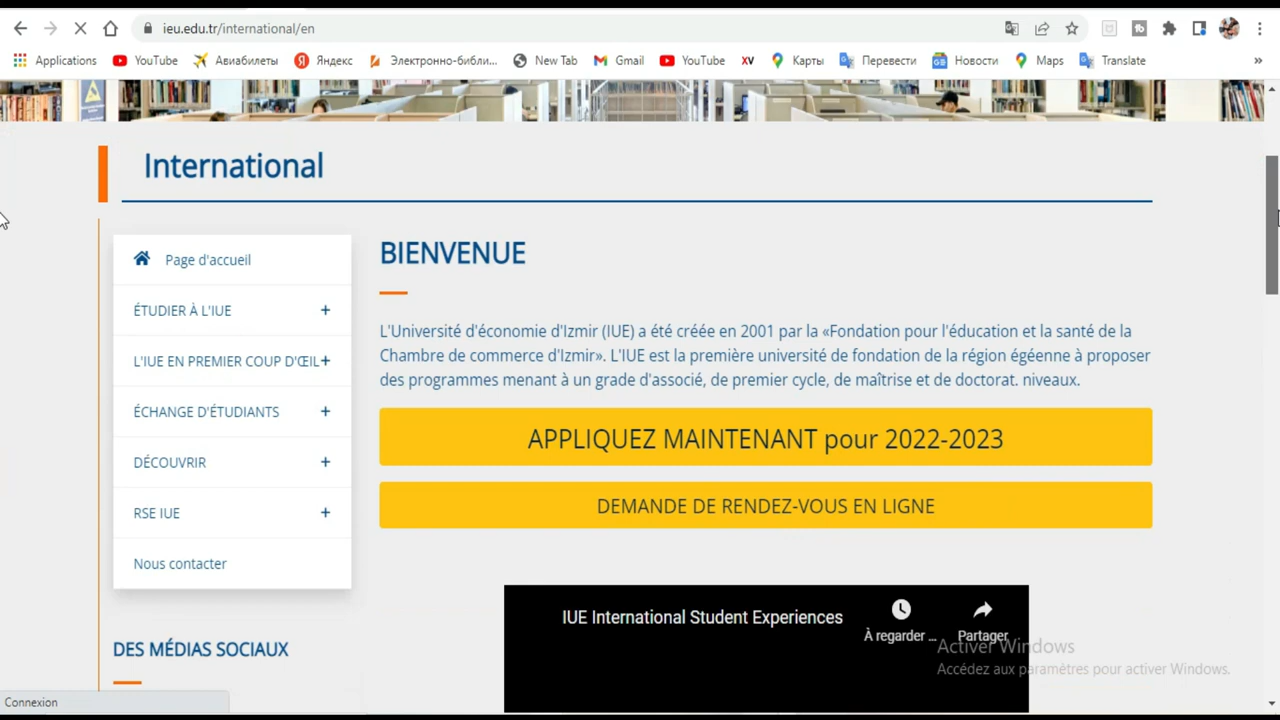 ieu.edu.tr/international/en
Applications YouTube Авиабилеты Яндекс Электронно-библи... New Tab Gmail YouTube XV Карты Перевести Новости Maps Translate »
International
Page d'accueil
ÉTUDIER À L'IUE +
L'IUE EN PREMIER COUP D'ŒIL +
ÉCHANGE D'ÉTUDIANTS +
DÉCOUVRIR +
RSE IUE +
Nous contacter
DES MÉDIAS SOCIAUX
BIENVENUE
L'Université d'économie d'Izmir (IUE) a été créée en 2001 par la «Fondation pour l'éducation et la santé de la
Chambre de commerce d'Izmir». L'IUE est la première université de fondation de la région égéenne à proposer
des programmes menant à un grade d'associé, de premier cycle, de maîtrise et de doctorat. niveaux.
APPLIQUEZ MAINTENANT pour 2022-2023
DEMANDE DE RENDEZ-VOUS EN LIGNE
IUE International Student Experiences
À regarder ... Partager
Activer Windows
Accédez aux paramètres pour activer Windows.
Connexion